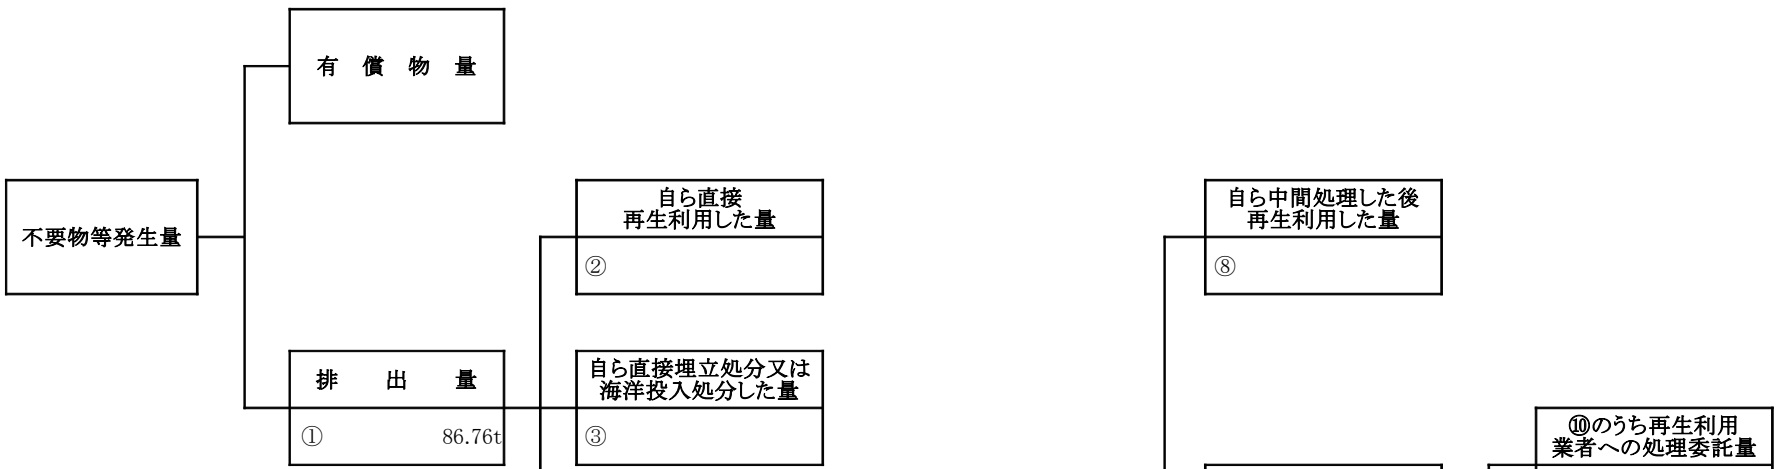 有　償　物　量
不要物等発生量
自ら直接
再生利用した量
②
自ら中間処理した後
再生利用した量
⑧
排　出　量
① 86.76t
自ら直接埋立処分又は
海洋投入処分した量
③
⑩のうち再生利用
業者への処理委託量